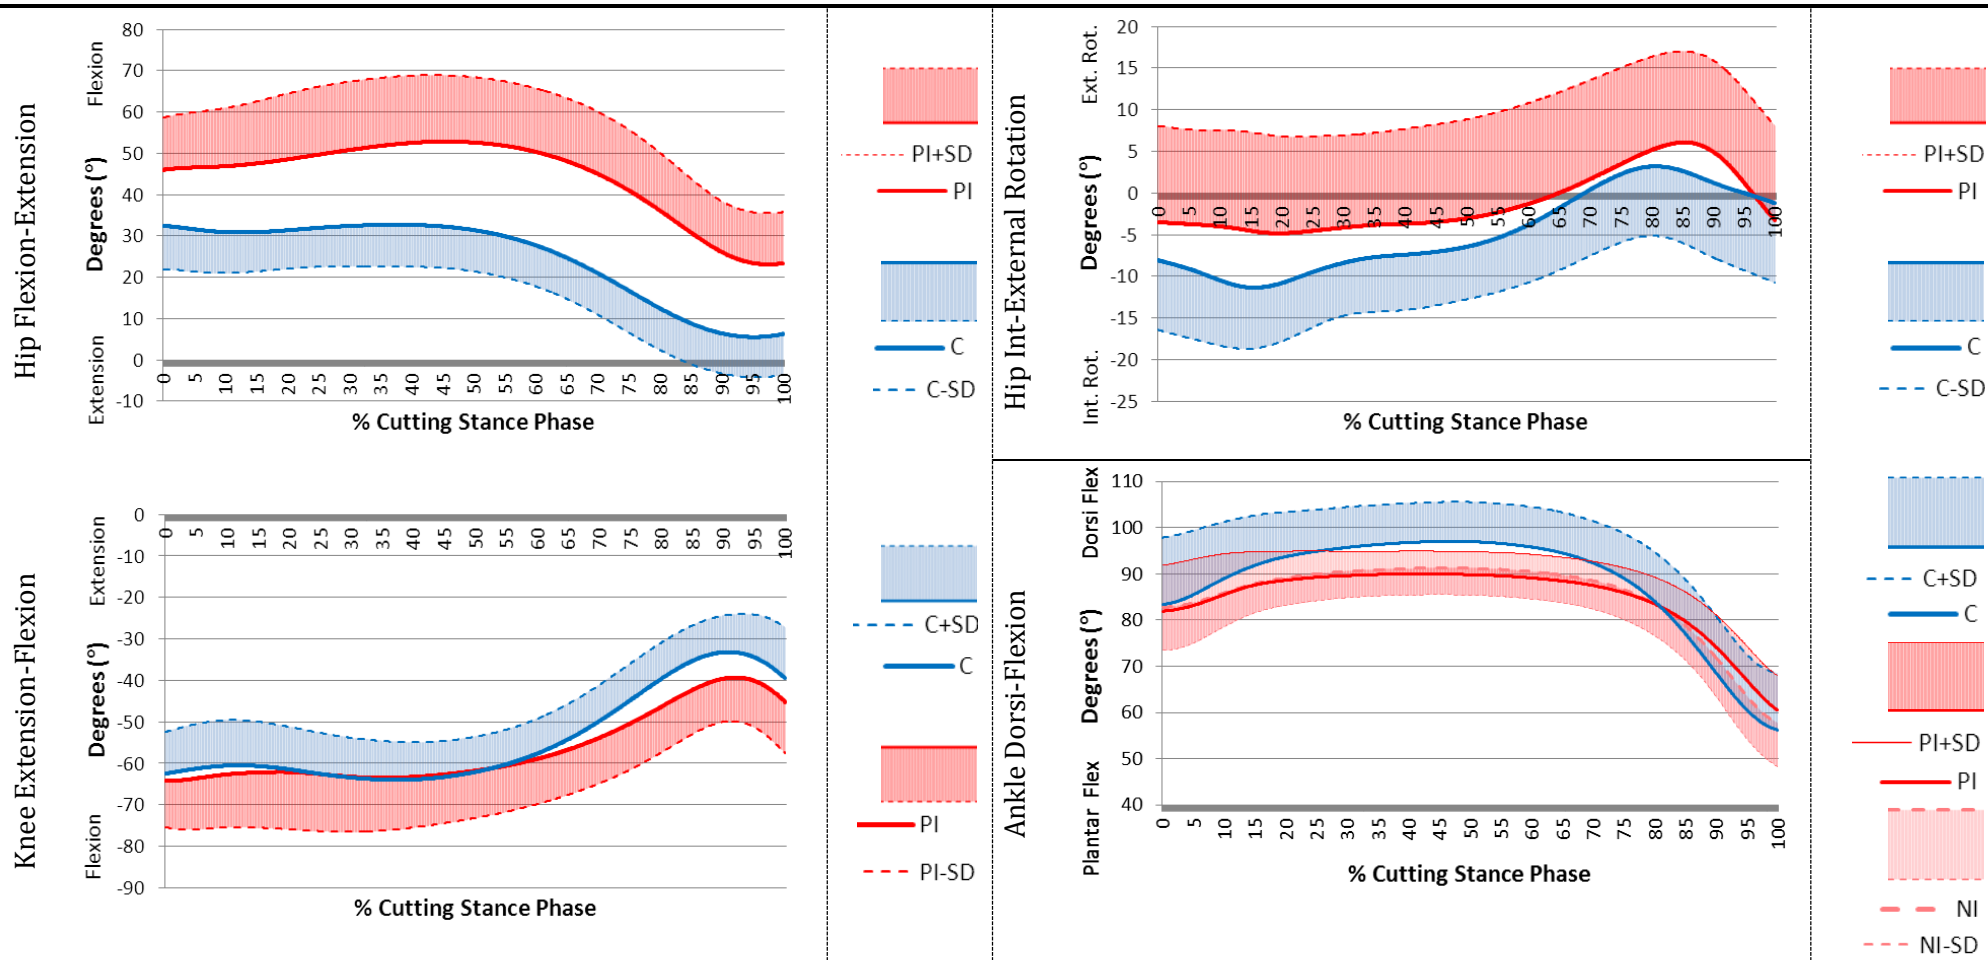 Hip Flexion-Extension
Flexion
Degrees (°)
Extension
80
70
60
50
40
30
20
10
0
-10
0 5 10 15 20 25 30 35 40 45 50 55 60 65 70 75 80 85 90 95 100
% Cutting Stance Phase
PI+SD
PI
C
C-SD
Hip Int-External Rotation
Ext. Rot.
Degrees (°)
Int. Rot.
20
15
10
5
0
-5
-10
-15
-20
-25
0 5 10 15 20 25 30 35 40 45 50 55 60 65 70 75 80 85 90 95 100
% Cutting Stance Phase
PI+SD
PI
C
C-SD
Knee Extension-Flexion
Extension
Degrees (°)
Flexion
0
-10
-20
-30
-40
-50
-60
-70
-80
-90
0 5 10 15 20 25 30 35 40 45 50 55 60 65 70 75 80 85 90 95 100
% Cutting Stance Phase
C+SD
C
PI
PI-SD
Ankle Dorsi-Flexion
Dorsi Flex
Degrees (°)
Plantar Flex
110
100
90
80
70
60
50
40
0 5 10 15 20 25 30 35 40 45 50 55 60 65 70 75 80 85 90 95 100
% Cutting Stance Phase
C+SD
C
PI+SD
PI
NI
NI-SD